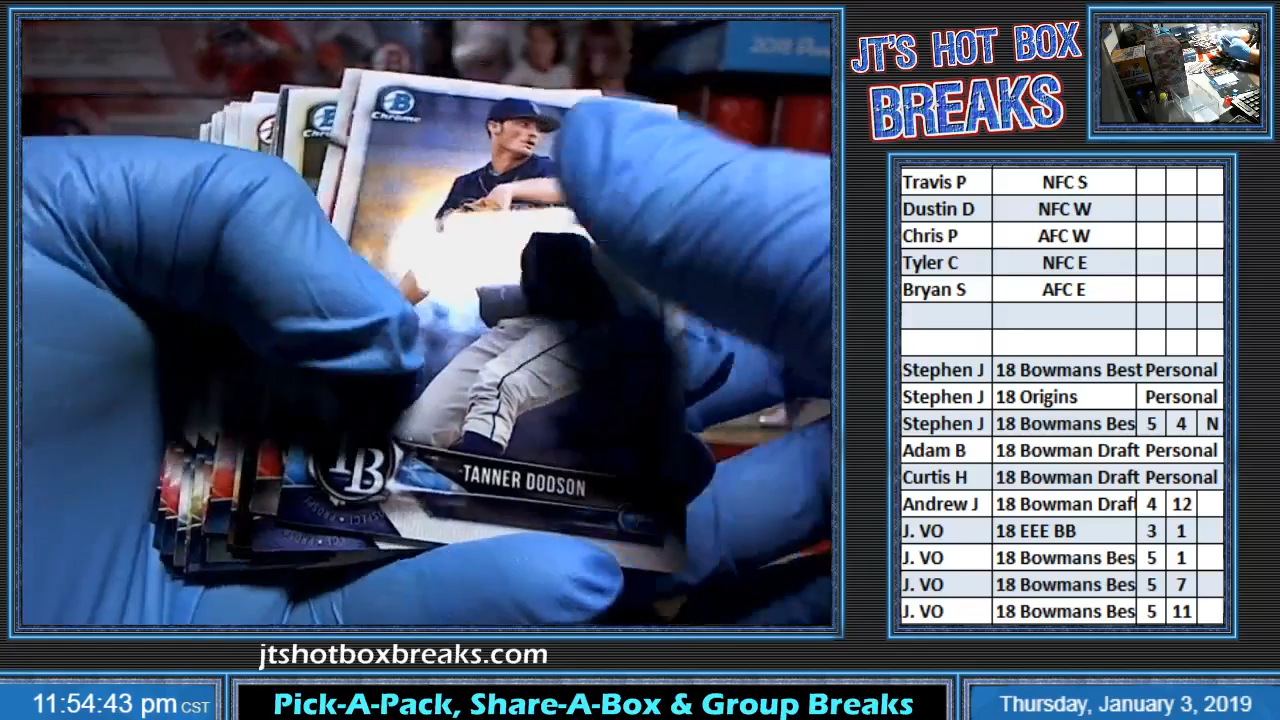 B
Chrome
TB
TANNER DODSON
JT'S HOT BOX
BREAKS
Travis P NFC S
Dustin D NFC W
Chris P AFC W
Tyler C NFC E
Bryan S AFC E
Stephen J 18 Bowmans Best Personal
Stephen J 18 Origins Personal
Stephen J 18 Bowmans Bes 5 4 N
Adam B 18 Bowman Draft Personal
Curtis H 18 Bowman Draft Personal
Andrew J 18 Bowman Draf 4 12
J. VO 18 EEE BB 3 1
J. VO 18 Bowmans Bes 5 1
J. VO 18 Bowmans Bes 5 7
J. VO 18 Bowmans Bes 5 11
jtshotboxbreaks.com
11:54:43 pm CST
Pick-A-Pack, Share-A-Box & Group Breaks
Thursday, January 3, 2019